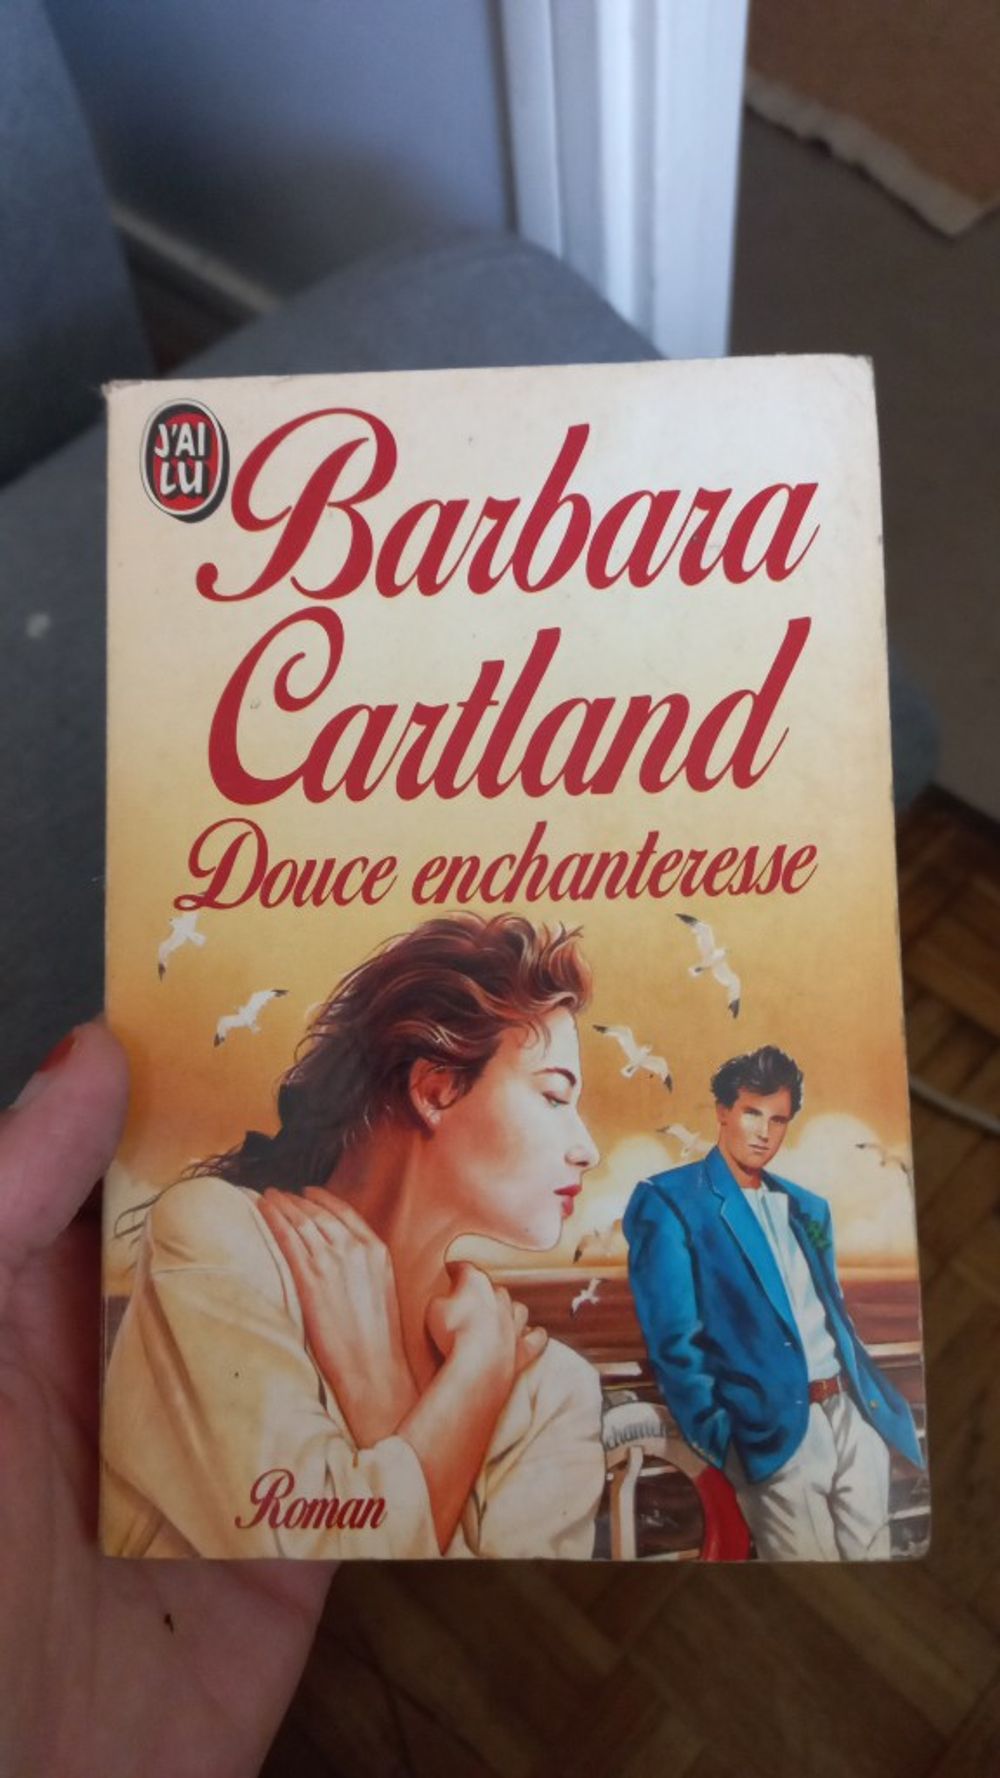 J'AI
LU
Barbara
Cartland
Douce enchanteresse
Roman